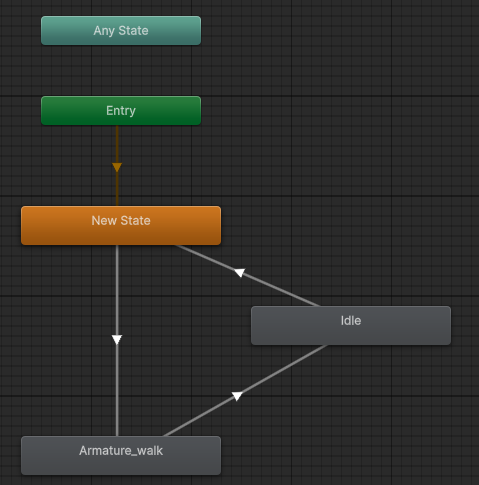 Any State
Entry
New State
Idle
Armature_walk